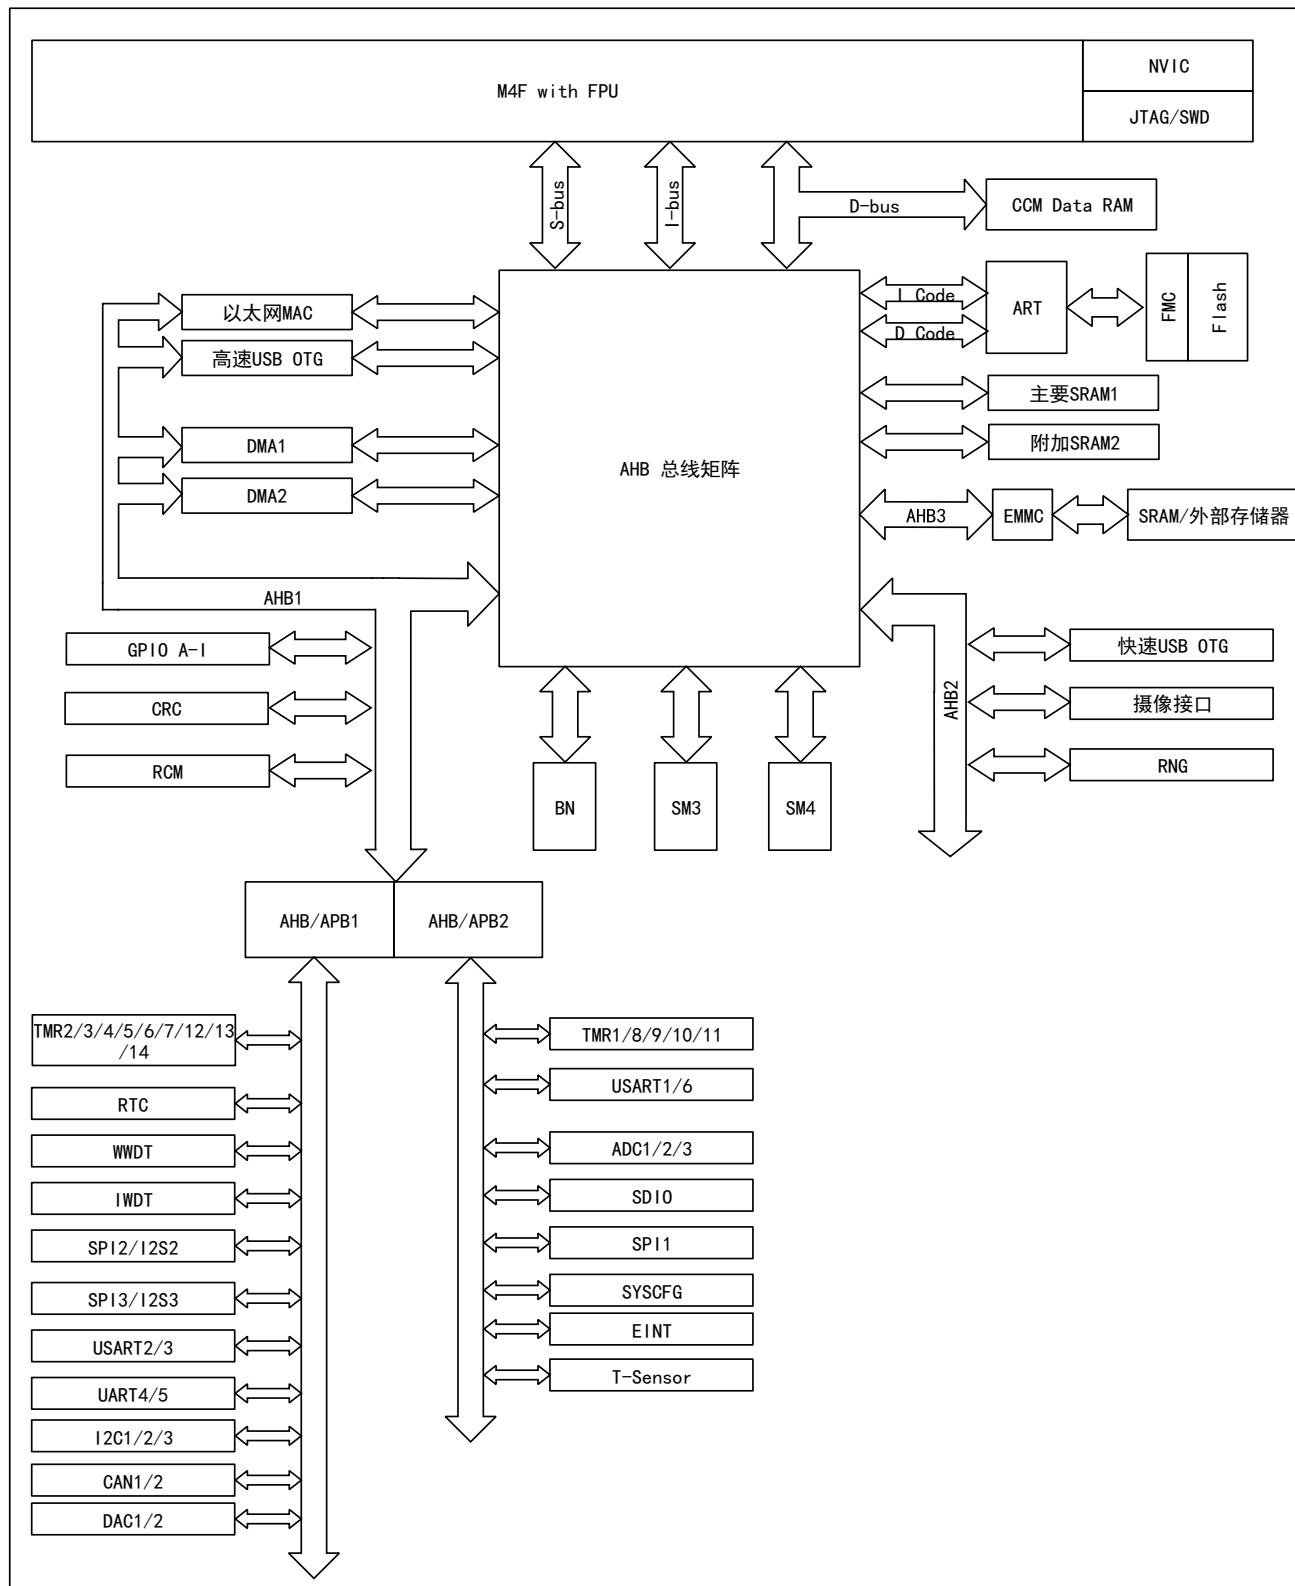 M4F with FPU
NVIC
JTAG/SWD
S-bus
I-bus
D-bus
CCM Data RAM
以太网MAC
高速USB OTG
DMA1
DMA2
AHB 总线矩阵
I Code
D Code
ART
FMC
Flash
主要SRAM1
附加SRAM2
AHB3
EMMC
SRAM/外部存储器
AHB1
GPIO A-I
CRC
RCM
AHB2
快速USB OTG
摄像接口
RNG
BN
SM3
SM4
AHB/APB1
AHB/APB2
TMR2/3/4/5/6/7/12/13
/14
RTC
WWDT
IWDT
SPI2/I2S2
SPI3/I2S3
USART2/3
UART4/5
I2C1/2/3
CAN1/2
DAC1/2
TMR1/8/9/10/11
USART1/6
ADC1/2/3
SDIO
SPI1
SYSCFG
EINT
T-Sensor